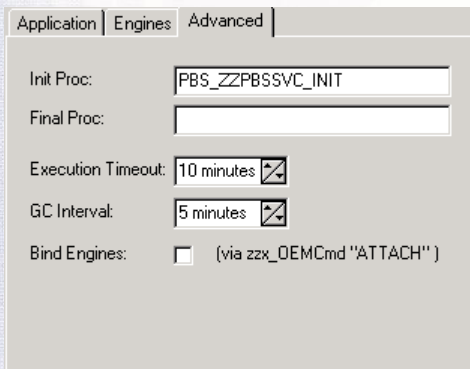 Application Engines Advanced
Init Proc: PBS_ZZPBSSVC_INIT
Final Proc:
Execution Timeout: 10 minutes
GC Interval: 5 minutes
Bind Engines: (via zzx_OEMCmd "ATTACH" )